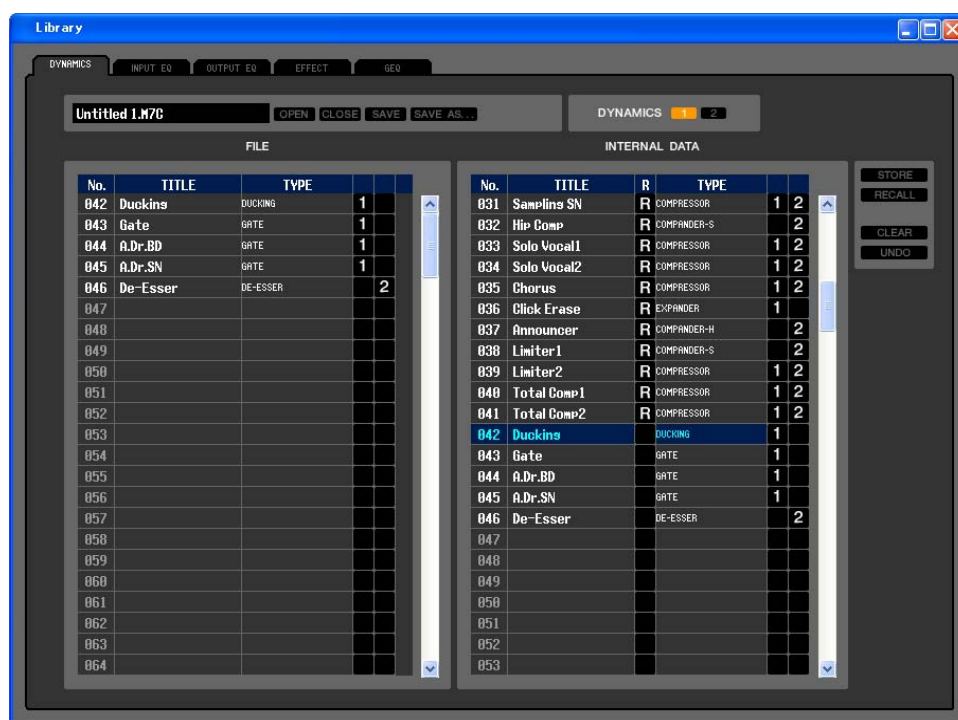 Library
DYNAMICS INPUT EQ OUTPUT EQ EFFECT GEQ
Untitled 1.M7C OPEN CLOSE SAVE SAVE AS... DYNAMICS 1 2
FILE
No. TITLE TYPE
042 Ducking DUCKING 1
043 Gate GATE 1
044 A.Dr.BD GATE 1
045 A.Dr.SN GATE 1
046 De-Esser DE-ESSER 2
047
048
049
050
051
052
053
054
055
056
057
058
059
060
061
062
063
064
INTERNAL DATA
No. TITLE R TYPE
031 Sampling SN R COMPRESSOR 1 2
032 Hip Comp R COMPANDER-S 2
033 Solo Vocal1 R COMPRESSOR 1 2
034 Solo Vocal2 R COMPRESSOR 1 2
035 Chorus R COMPRESSOR 1 2
036 Click Erase R EXPANDER 1
037 Announcer R COMPANDER-H 2
038 Limiter1 R COMPANDER-S 2
039 Limiter2 R COMPRESSOR 1 2
040 Total Comp1 R COMPRESSOR 1 2
041 Total Comp2 R COMPRESSOR 1 2
042 Ducking DUCKING 1
043 Gate GATE 1
044 A.Dr.BD GATE 1
045 A.Dr.SN GATE 1
046 De-Esser DE-ESSER 2
047
048
049
050
051
052
053
STORE
RECALL
CLEAR
UNDO